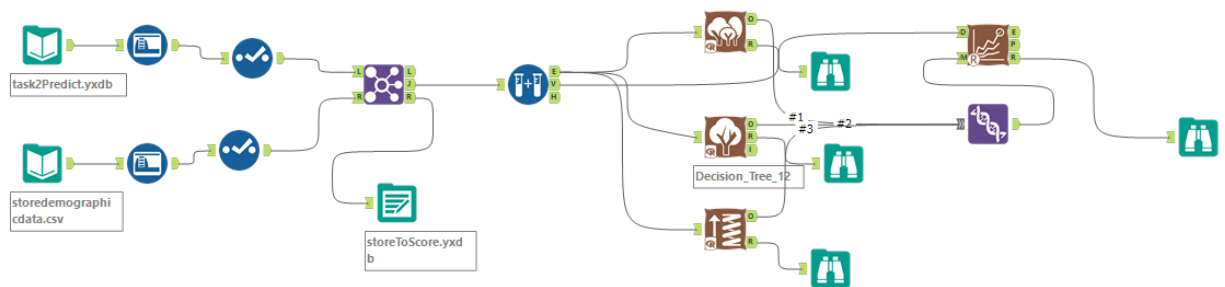 task2Predict.yxdb
storedemographi
cdata.csv
L
R
L
J
R
storeToScore.yxd
b
E
V
H
O
R
O
R
I
Decision_Tree_12
O
R
#1
#2
#3
D
M
R
E
P
R